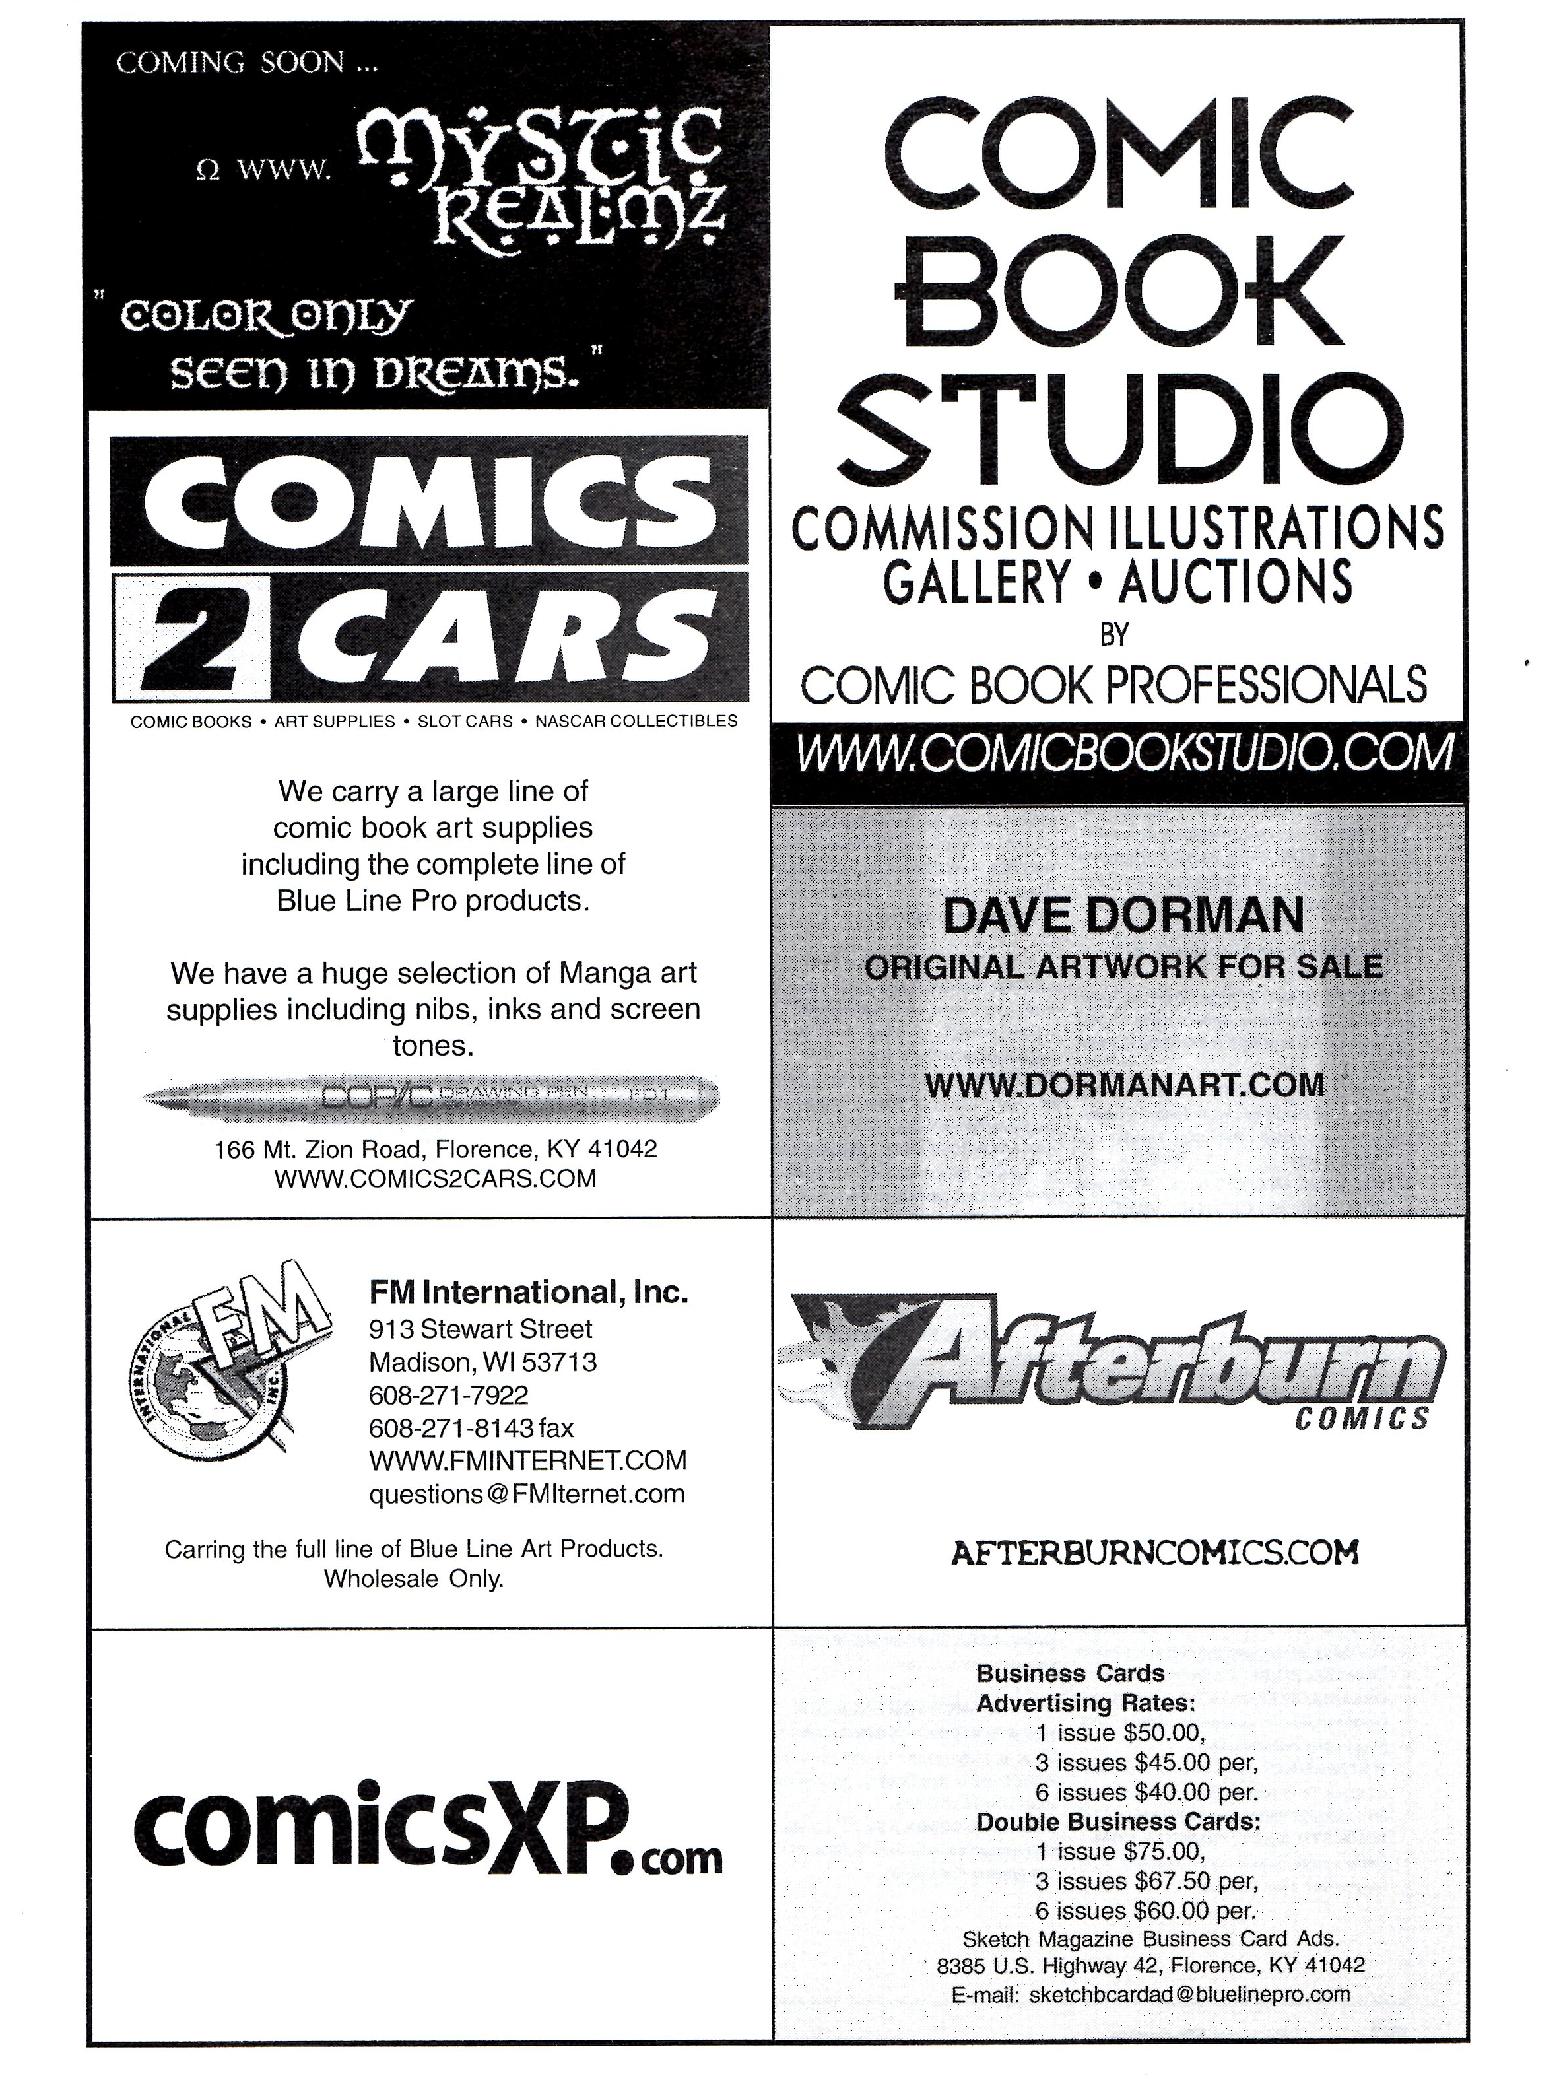 COMING SOON ...
Ω WWW. MYSTIC
REALMZ
" COLOR ONLY
SEEN IN DREAMS. "
COMICS
2 CARS
COMIC BOOKS • ART SUPPLIES • SLOT CARS • NASCAR COLLECTIBLES
We carry a large line of
comic book art supplies
including the complete line of
Blue Line Pro products.
We have a huge selection of Manga art
supplies including nibs, inks and screen
tones.
COPIC DRAWING PEN F01
166 Mt. Zion Road, Florence, KY 41042
WWW.COMICS2CARS.COM
COMIC
BOOK
STUDIO
COMMISSION ILLUSTRATIONS
GALLERY • AUCTIONS
BY
COMIC BOOK PROFESSIONALS
WWW.COMICBOOKSTUDIO.COM
DAVE DORMAN
ORIGINAL ARTWORK FOR SALE
WWW.DORMANART.COM
FM
INTERNATIONAL
INC.
FM International, Inc.
913 Stewart Street
Madison, WI 53713
608-271-7922
608-271-8143 fax
WWW.FMINTERNET.COM
questions@FMIternet.com
Carring the full line of Blue Line Art Products.
Wholesale Only.
Afterburn
COMICS
AFTERBURNCOMICS.COM
comicsXP.com
Business Cards
Advertising Rates:
1 issue $50.00,
3 issues $45.00 per,
6 issues $40.00 per.
Double Business Cards:
1 issue $75.00,
3 issues $67.50 per,
6 issues $60.00 per.
Sketch Magazine Business Card Ads.
8385 U.S. Highway 42, Florence, KY 41042
E-mail: sketchbcardad@bluelinepro.com